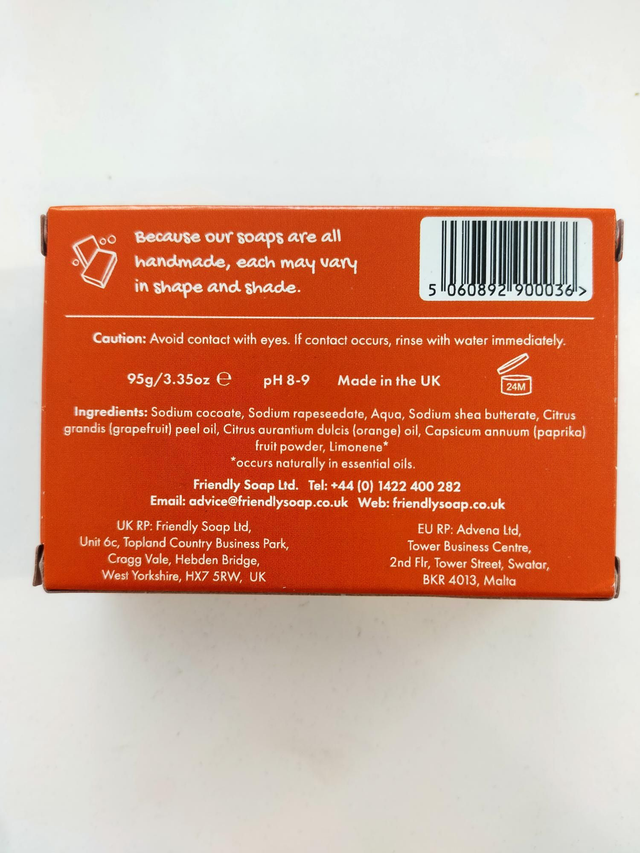 Because our soaps are all
handmade, each may vary
in shape and shade.
5 060892 900036 >
Caution: Avoid contact with eyes. If contact occurs, rinse with water immediately.
95g/3.35oz ℮ pH 8-9 Made in the UK
24M
Ingredients: Sodium cocoate, Sodium rapeseedate, Aqua, Sodium shea butterate, Citrus
grandis (grapefruit) peel oil, Citrus aurantium dulcis (orange) oil, Capsicum annuum (paprika)
fruit powder, Limonene*
*occurs naturally in essential oils.
Friendly Soap Ltd. Tel: +44 (0) 1422 400 282
Email: advice@friendlysoap.co.uk Web: friendlysoap.co.uk
UK RP: Friendly Soap Ltd,
Unit 6c, Topland Country Business Park,
Cragg Vale, Hebden Bridge,
West Yorkshire, HX7 5RW, UK
EU RP: Advena Ltd,
Tower Business Centre,
2nd Flr, Tower Street, Swatar,
BKR 4013, Malta